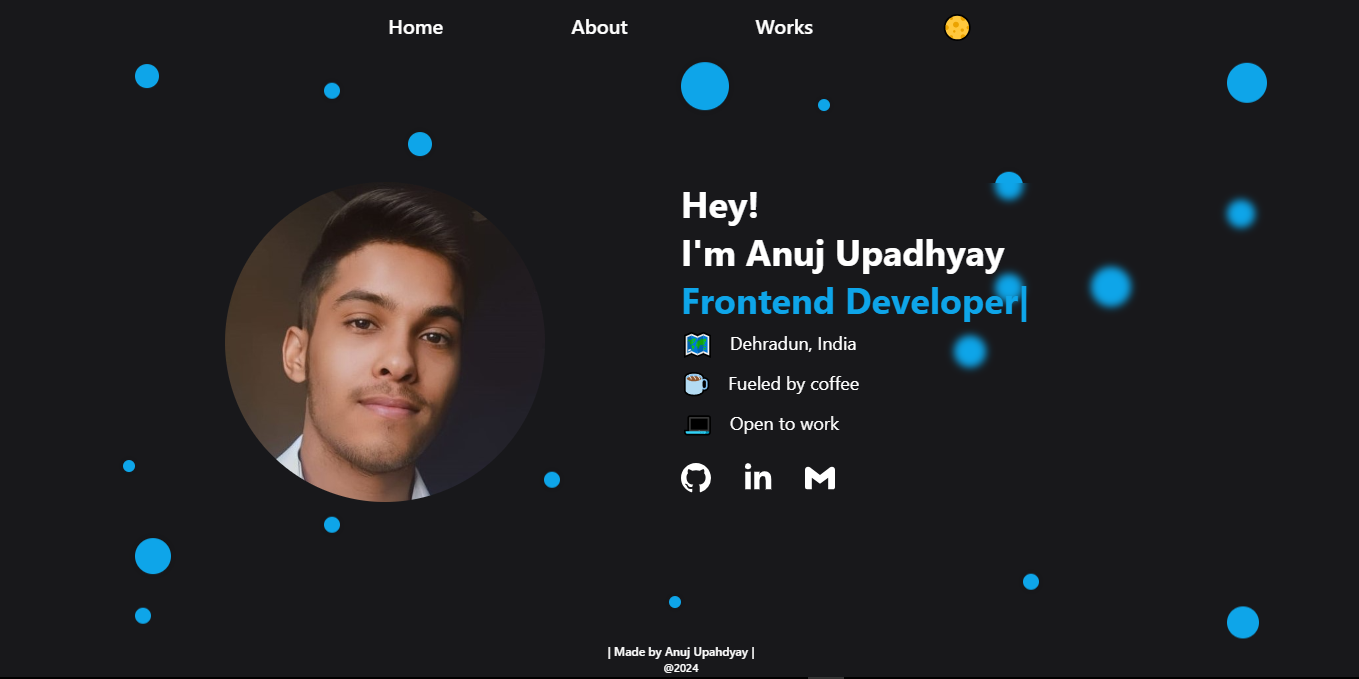 Home About Works
Hey!
I'm Anuj Upadhyay
Frontend Developer|
Dehradun, India
Fueled by coffee
Open to work
| Made by Anuj Upahdyay |
@2024